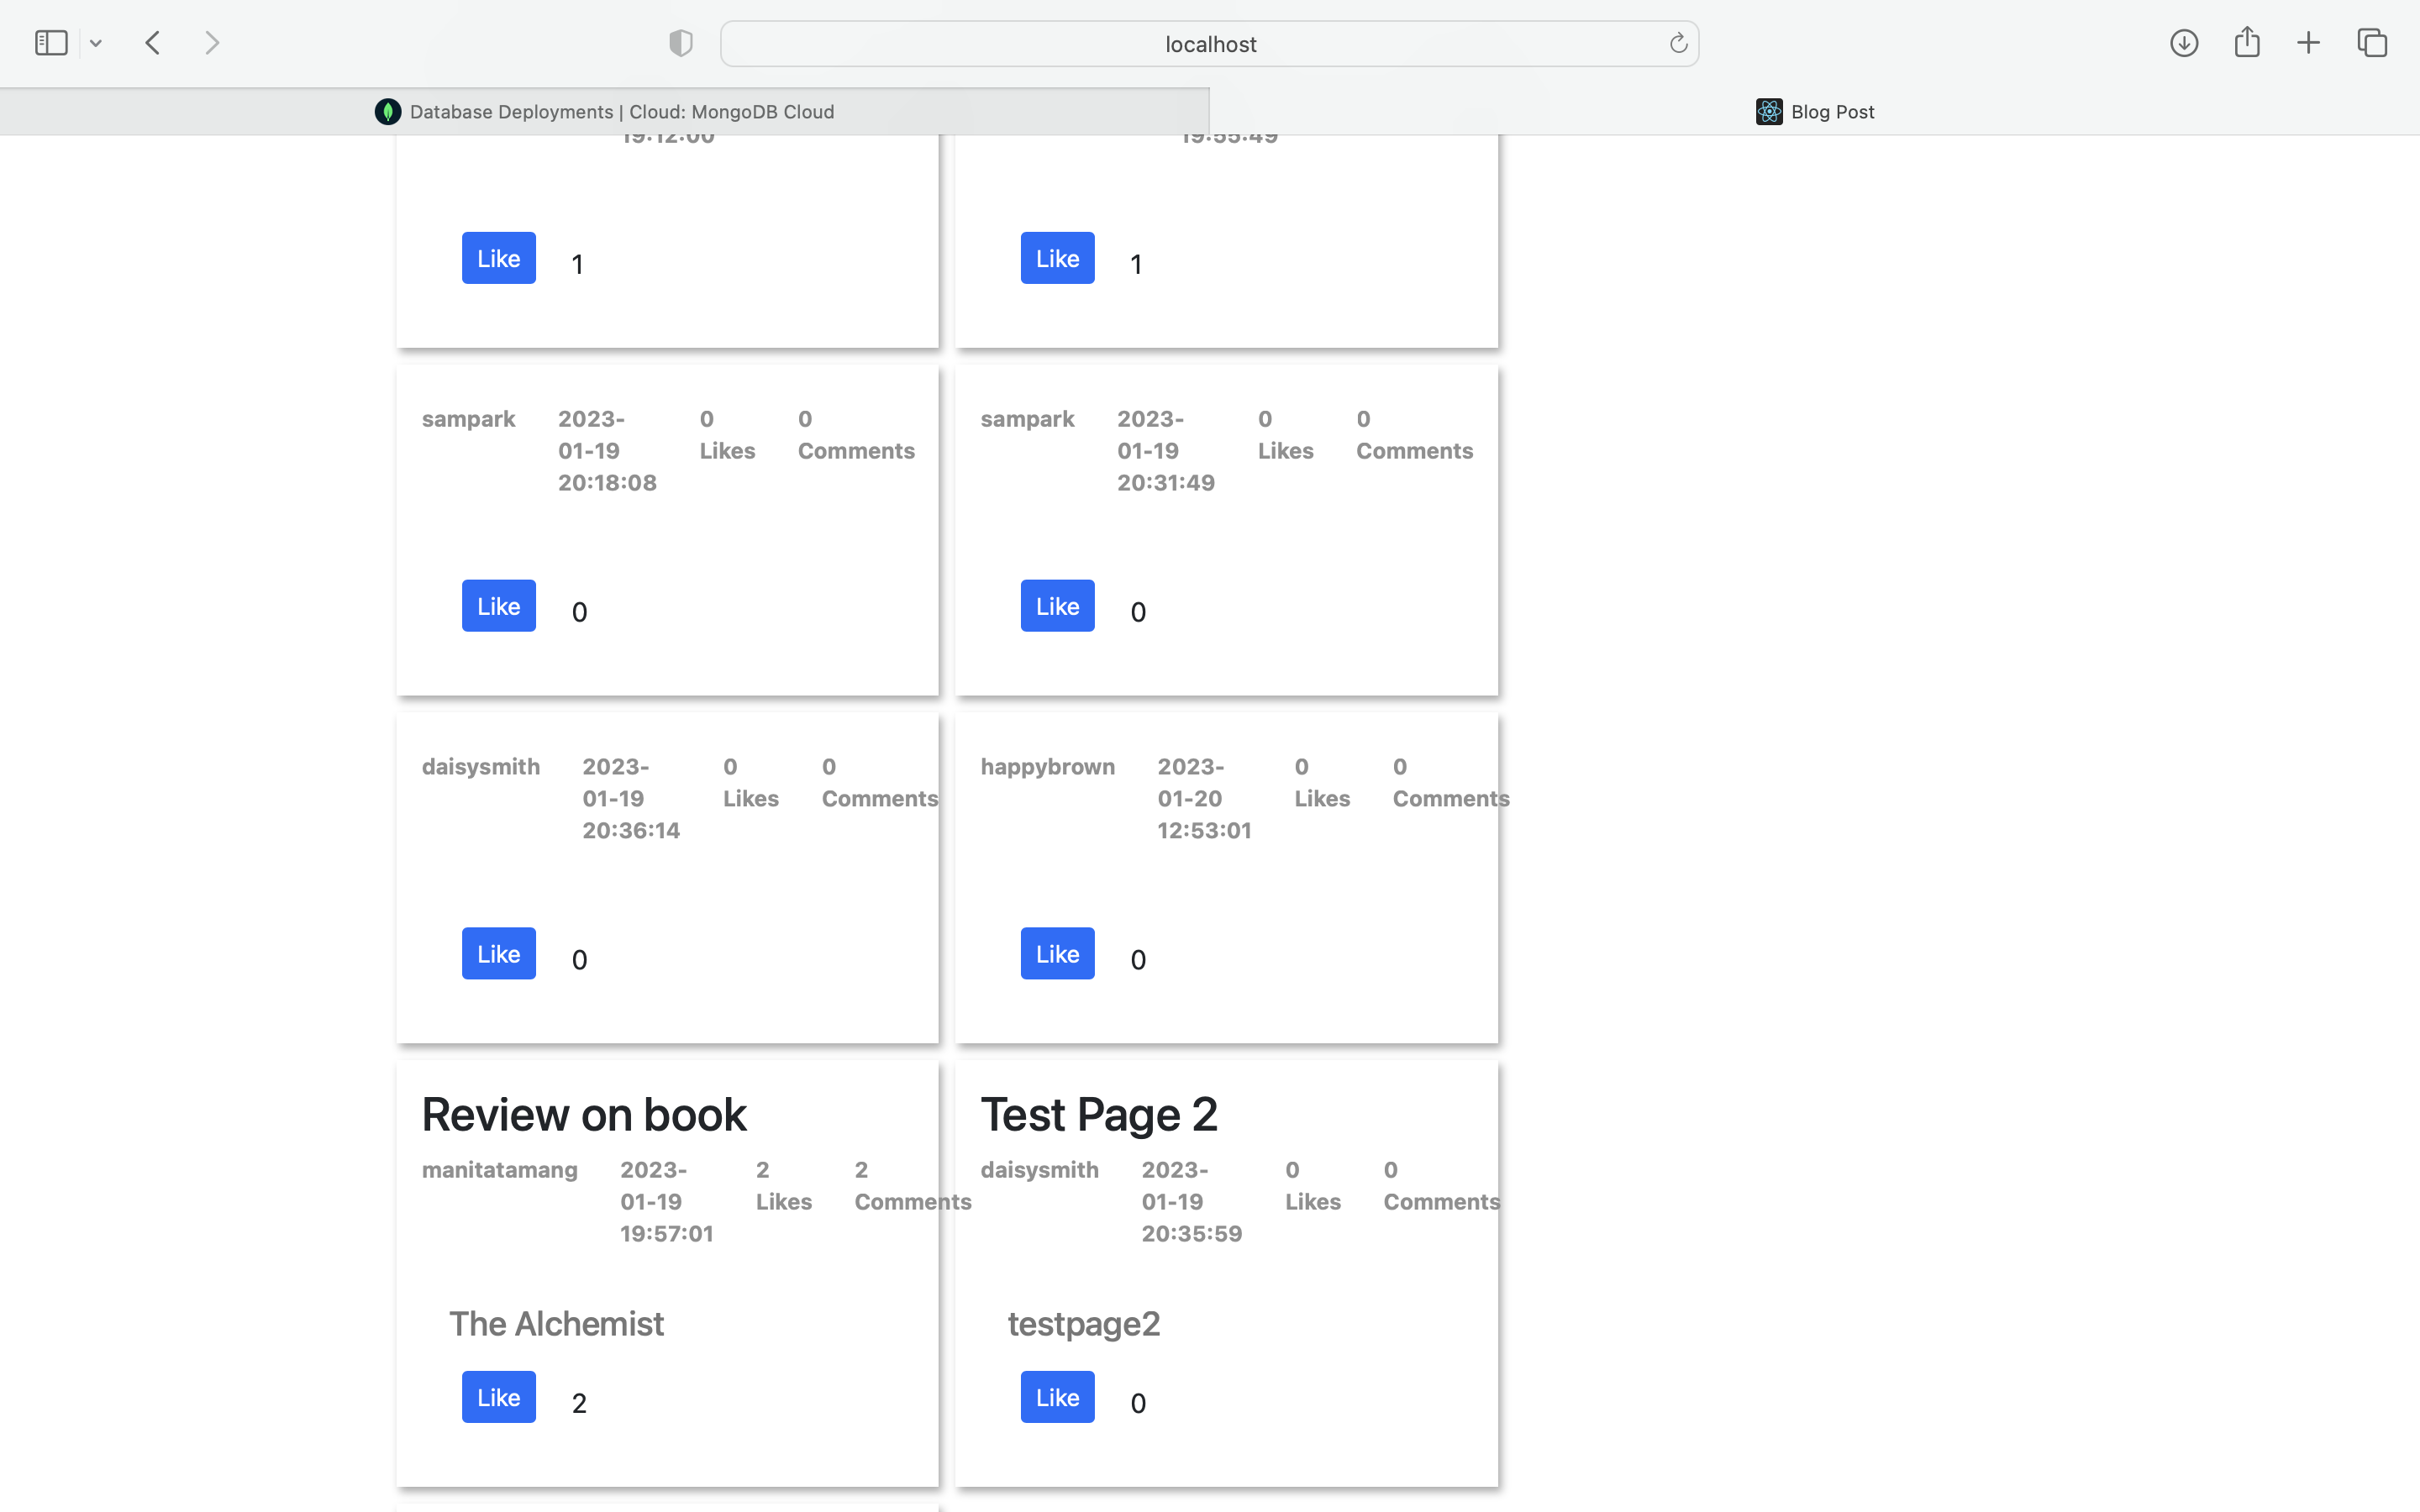 localhost
Database Deployments | Cloud: MongoDB Cloud
Blog Post
19:12:00
19:55:49
Like 1
Like 1
sampark 2023- 0 0
01-19 Likes Comments
20:18:08
Like 0
sampark 2023- 0 0
01-19 Likes Comments
20:31:49
Like 0
daisysmith 2023- 0 0
01-19 Likes Comments
20:36:14
Like 0
happybrown 2023- 0 0
01-20 Likes Comments
12:53:01
Like 0
Review on book
manitatamang 2023- 2 2
01-19 Likes Comments
19:57:01
The Alchemist
Like 2
Test Page 2
daisysmith 2023- 0 0
01-19 Likes Comments
20:35:59
testpage2
Like 0